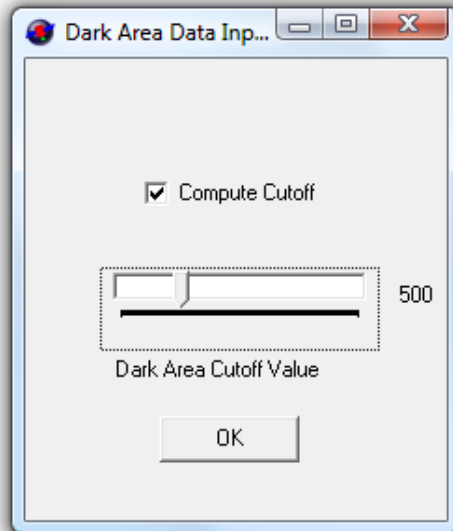 Dark Area Data Inp...
Compute Cutoff
500
Dark Area Cutoff Value
OK